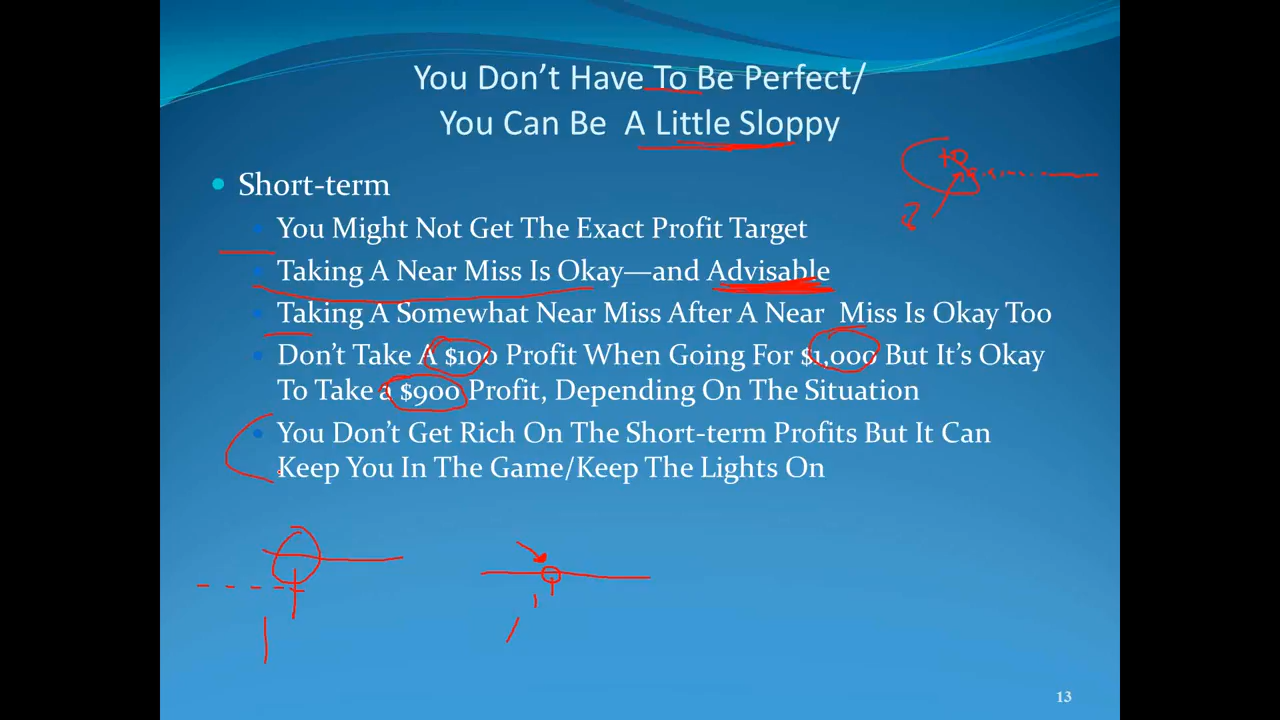 You Don't Have To Be Perfect/
You Can Be A Little Sloppy
Short-term
You Might Not Get The Exact Profit Target
Taking A Near Miss Is Okay—and Advisable
Taking A Somewhat Near Miss After A Near Miss Is Okay Too
Don't Take A $100 Profit When Going For $1,000 But It's Okay
To Take a $900 Profit, Depending On The Situation
You Don't Get Rich On The Short-term Profits But It Can
Keep You In The Game/Keep The Lights On
13